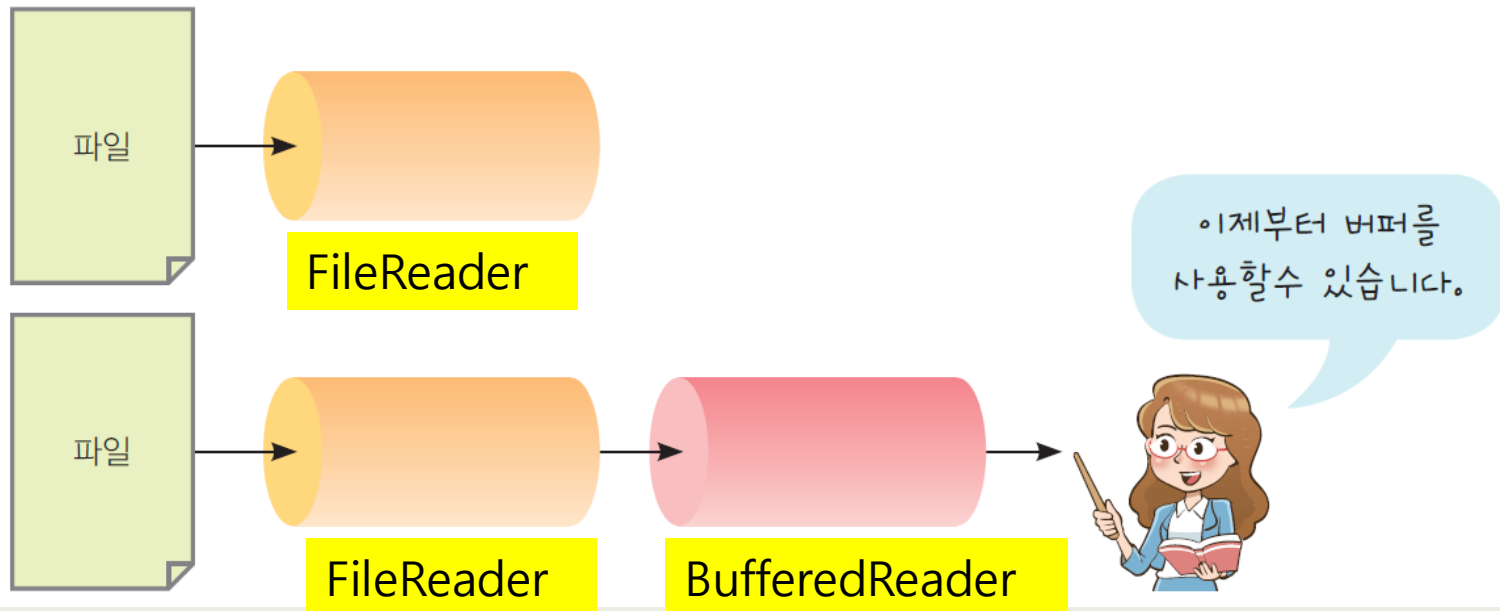 파일
FileReader
이제부터 버퍼를
사용할수 있습니다.
파일
FileReader
BufferedReader